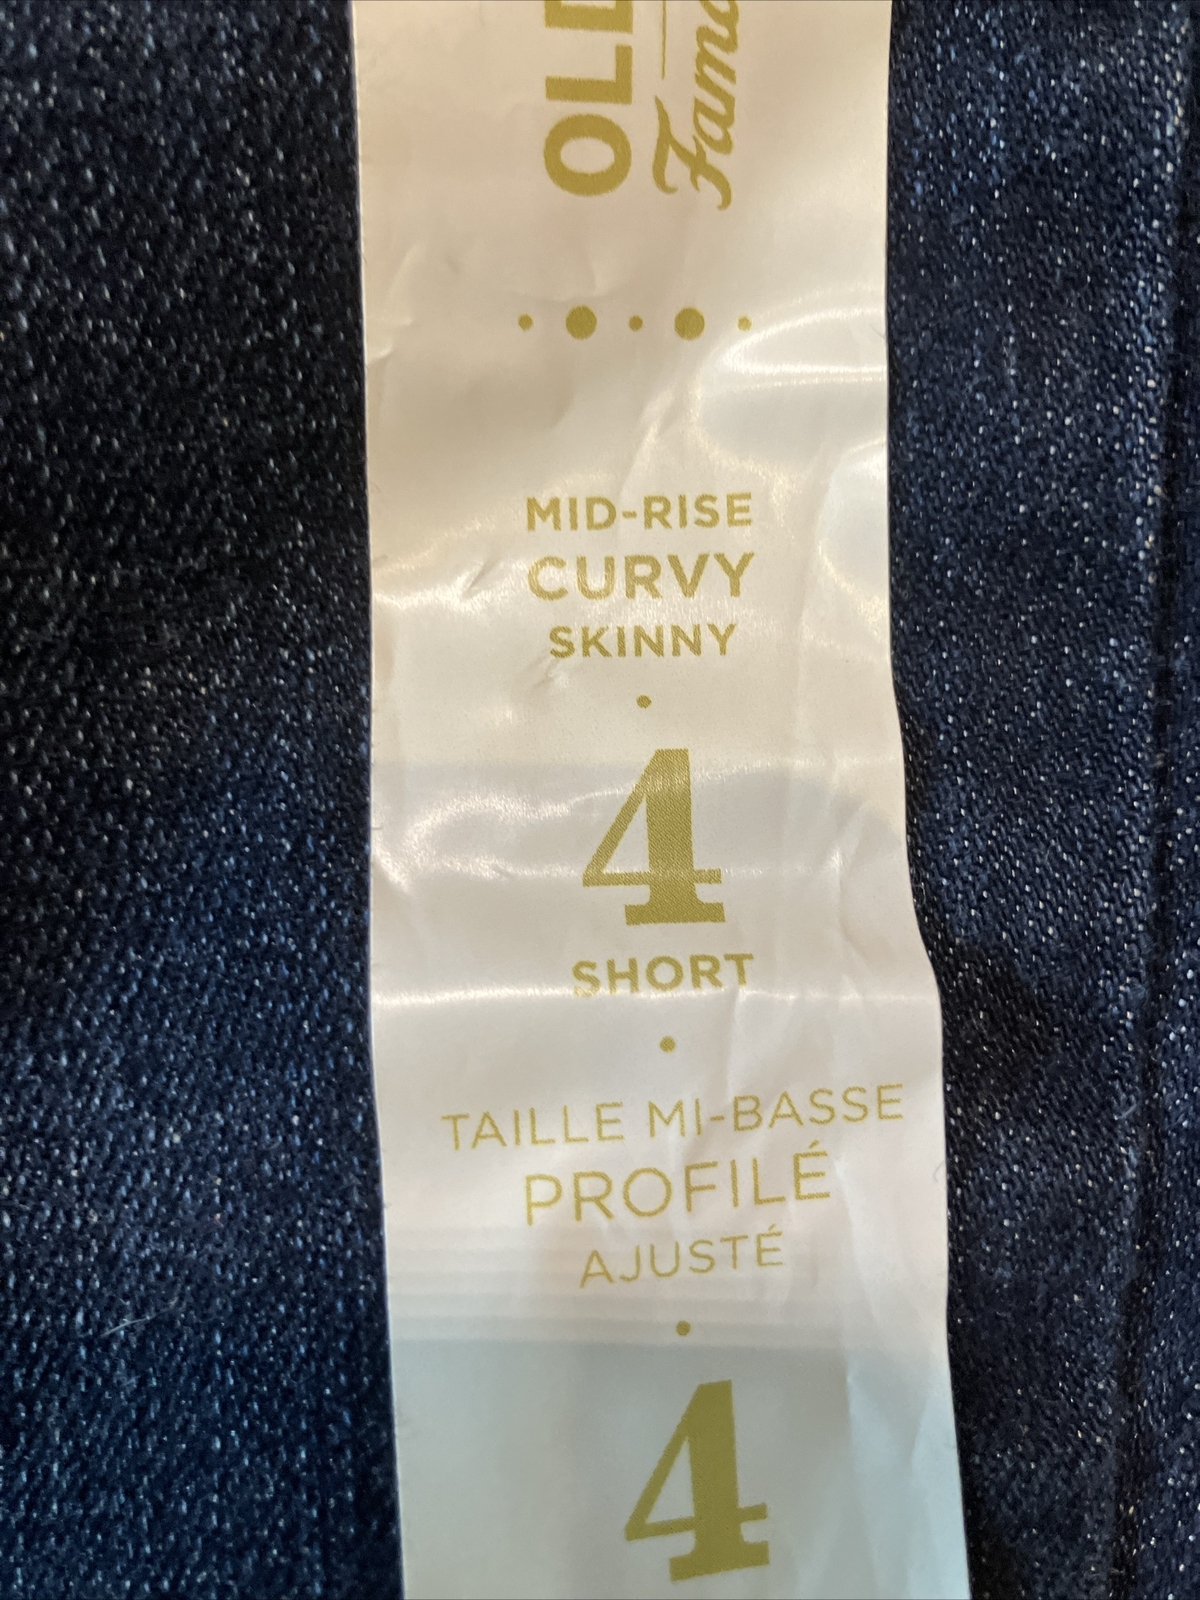 OLD
MID-RISE
CURVY
SKINNY
4
SHORT
TAILLE MI-BASSE
PROFILÉ
AJUSTÉ
4